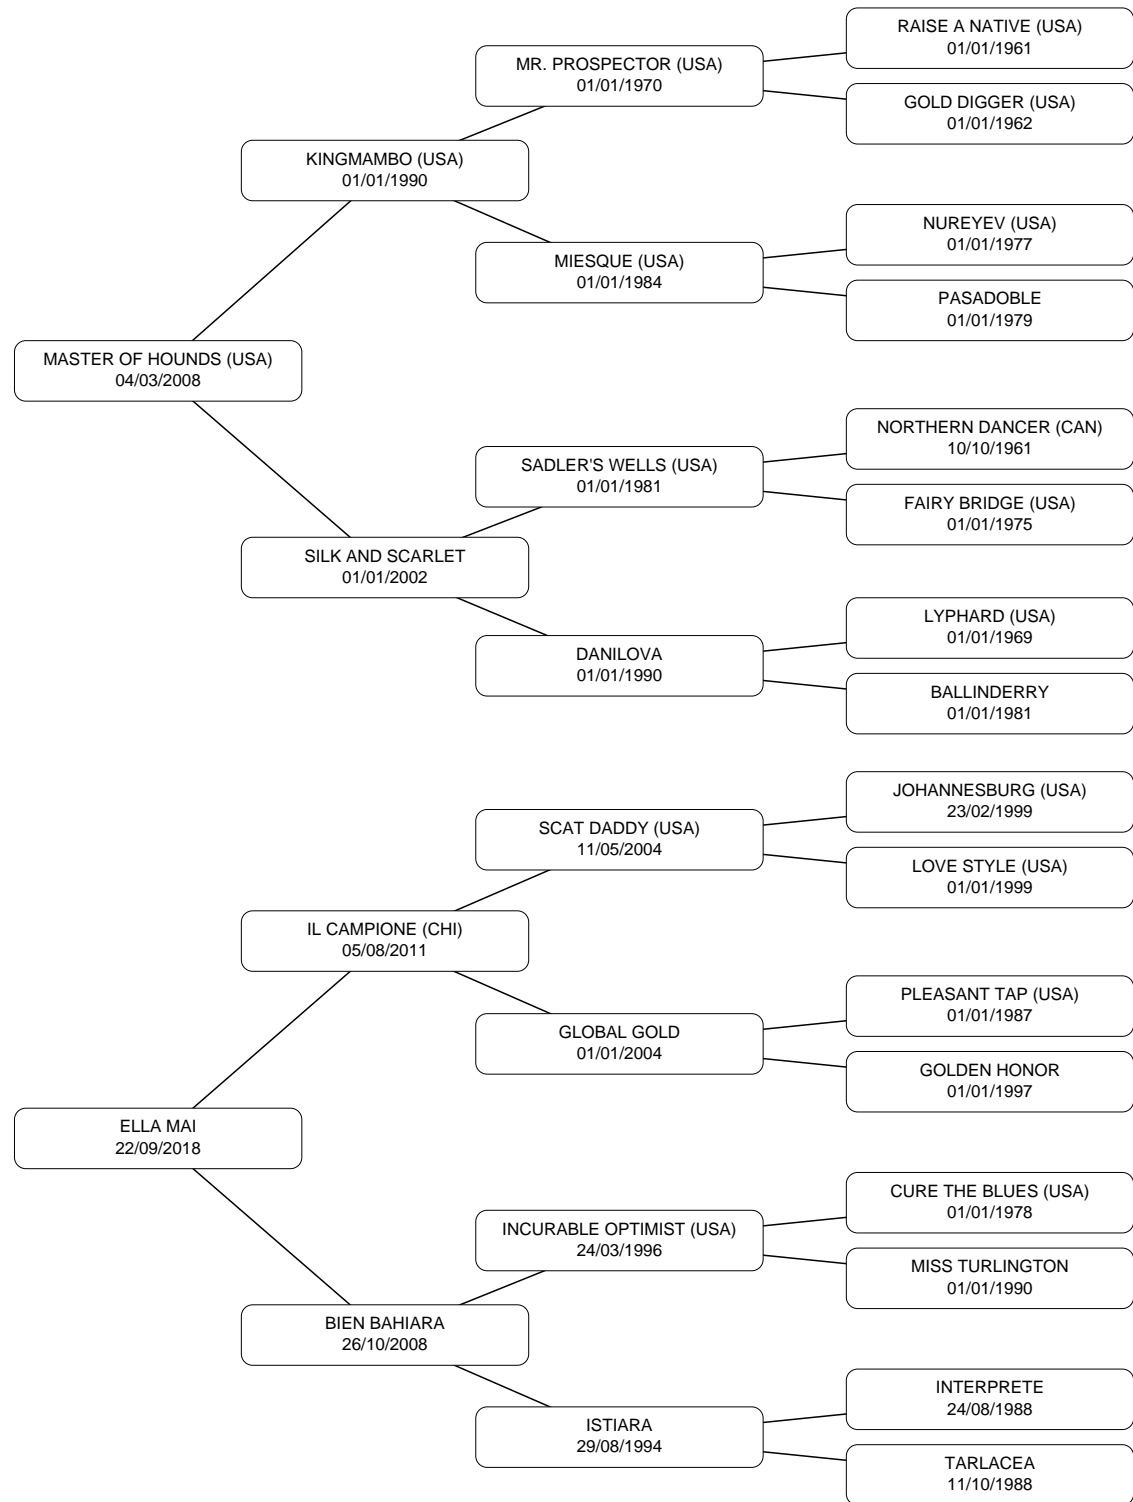 RAISE A NATIVE (USA)
01/01/1961
MR. PROSPECTOR (USA)
01/01/1970
GOLD DIGGER (USA)
01/01/1962
KINGMAMBO (USA)
01/01/1990
NUREYEV (USA)
01/01/1977
MIESQUE (USA)
01/01/1984
PASADOBLE
01/01/1979
MASTER OF HOUNDS (USA)
04/03/2008
NORTHERN DANCER (CAN)
10/10/1961
SADLER'S WELLS (USA)
01/01/1981
FAIRY BRIDGE (USA)
01/01/1975
SILK AND SCARLET
01/01/2002
LYPHARD (USA)
01/01/1969
DANILOVA
01/01/1990
BALLINDERRY
01/01/1981
JOHANNESBURG (USA)
23/02/1999
SCAT DADDY (USA)
11/05/2004
LOVE STYLE (USA)
01/01/1999
IL CAMPIONE (CHI)
05/08/2011
PLEASANT TAP (USA)
01/01/1987
GLOBAL GOLD
01/01/2004
GOLDEN HONOR
01/01/1997
ELLA MAI
22/09/2018
CURE THE BLUES (USA)
01/01/1978
INCURABLE OPTIMIST (USA)
24/03/1996
MISS TURLINGTON
01/01/1990
BIEN BAHIARA
26/10/2008
INTERPRETE
24/08/1988
ISTIARA
29/08/1994
TARLACEA
11/10/1988